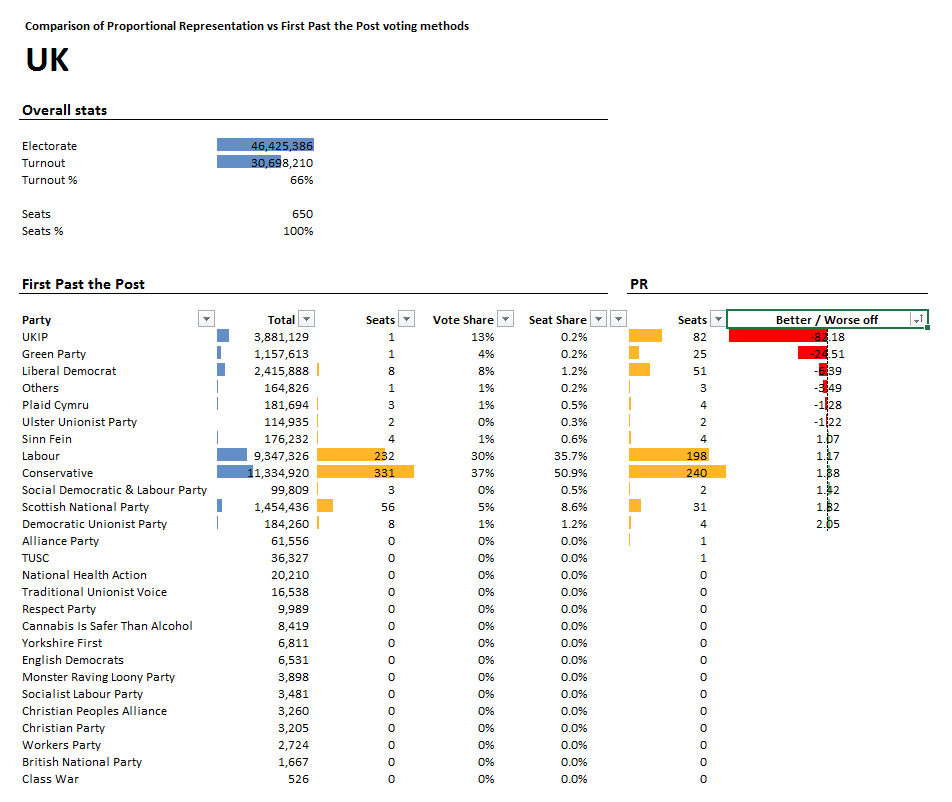 Comparison of Proportional Representation vs First Past the Post voting methods
UK
Overall stats
Electorate 46,425,386
Turnout 30,698,210
Turnout % 66%
Seats 650
Seats % 100%
First Past the Post PR
Party Total Seats Vote Share Seat Share Seats Better / Worse off
UKIP 3,881,129 1 13% 0.2% 82 -82.18
Green Party 1,157,613 1 4% 0.2% 25 -24.51
Liberal Democrat 2,415,888 8 8% 1.2% 51 -6.39
Others 164,826 1 1% 0.2% 3 -3.49
Plaid Cymru 181,694 3 1% 0.5% 4 -1.28
Ulster Unionist Party 114,935 2 0% 0.3% 2 -1.22
Sinn Fein 176,232 4 1% 0.6% 4 1.07
Labour 9,347,326 232 30% 35.7% 198 1.17
Conservative 11,334,920 331 37% 50.9% 240 1.38
Social Democratic & Labour Party 99,809 3 0% 0.5% 2 1.42
Scottish National Party 1,454,436 56 5% 8.6% 31 1.82
Democratic Unionist Party 184,260 8 1% 1.2% 4 2.05
Alliance Party 61,556 0 0% 0.0% 1
TUSC 36,327 0 0% 0.0% 1
National Health Action 20,210 0 0% 0.0% 0
Traditional Unionist Voice 16,538 0 0% 0.0% 0
Respect Party 9,989 0 0% 0.0% 0
Cannabis Is Safer Than Alcohol 8,419 0 0% 0.0% 0
Yorkshire First 6,811 0 0% 0.0% 0
English Democrats 6,531 0 0% 0.0% 0
Monster Raving Loony Party 3,898 0 0% 0.0% 0
Socialist Labour Party 3,481 0 0% 0.0% 0
Christian Peoples Alliance 3,260 0 0% 0.0% 0
Christian Party 3,205 0 0% 0.0% 0
Workers Party 2,724 0 0% 0.0% 0
British National Party 1,667 0 0% 0.0% 0
Class War 526 0 0% 0.0% 0